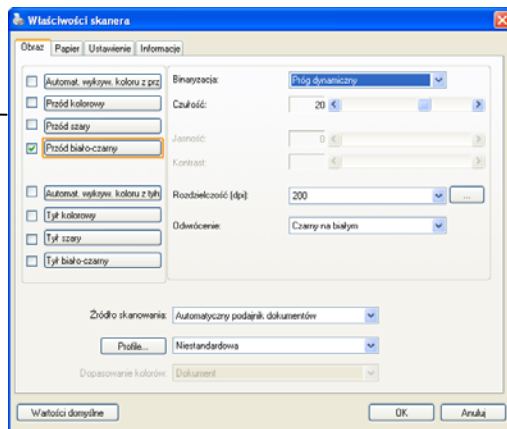 Właściwości skanera
Obraz Papier Ustawienie Informacje
Automat. wykryw. koloru z prz
Przód kolorowy
Przód szary
Przód biało-czarny
Automat. wykryw. koloru z tyłu
Tył kolorowy
Tył szary
Tył biało-czarny
Binaryzacja: Próg dynamiczny
Czułość: 20
Jasność: 0
Kontrast:
Rozdzielczość (dpi): 200 ...
Odwrócenie: Czarny na białym
Źródło skanowania: Automatyczny podajnik dokumentów
Profile... Niestandardowa
Dopasowanie kolorów: Dokument
Wartości domyślne OK Anuluj